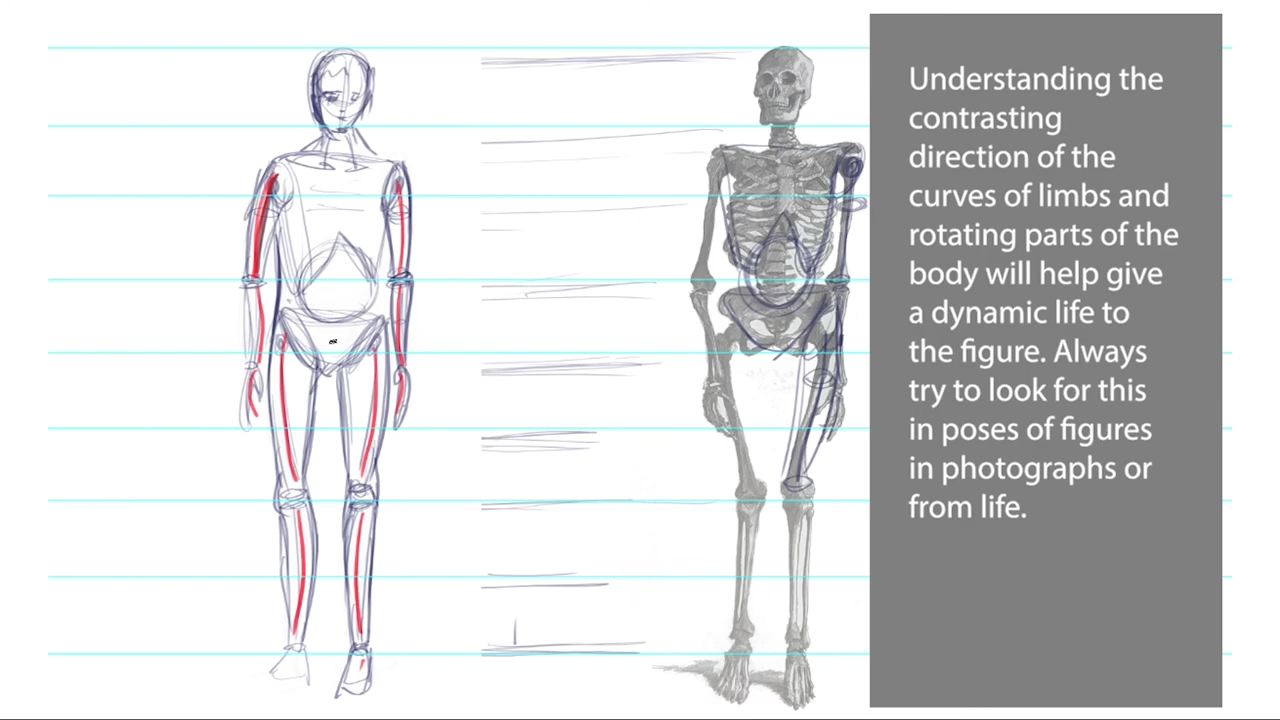 Understanding the
contrasting
direction of the
curves of limbs and
rotating parts of the
body will help give
a dynamic life to
the figure. Always
try to look for this
in poses of figures
in photographs or
from life.